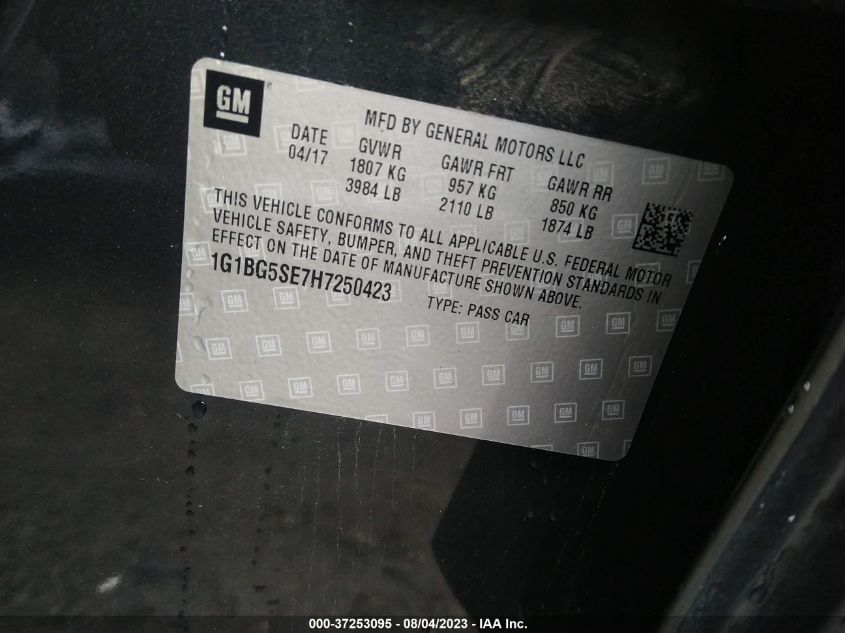 GM
MFD BY GENERAL MOTORS LLC
DATE GVWR GAWR FRT GAWR RR
04/17 1807 KG 957 KG 850 KG
3984 LB 2110 LB 1874 LB
THIS VEHICLE CONFORMS TO ALL APPLICABLE U.S. FEDERAL MOTOR
VEHICLE SAFETY, BUMPER, AND THEFT PREVENTION STANDARDS IN
EFFECT ON THE DATE OF MANUFACTURE SHOWN ABOVE.
1G1BG5SE7H7250423 TYPE: PASS CAR
000-37253095 - 08/04/2023 - IAA Inc.